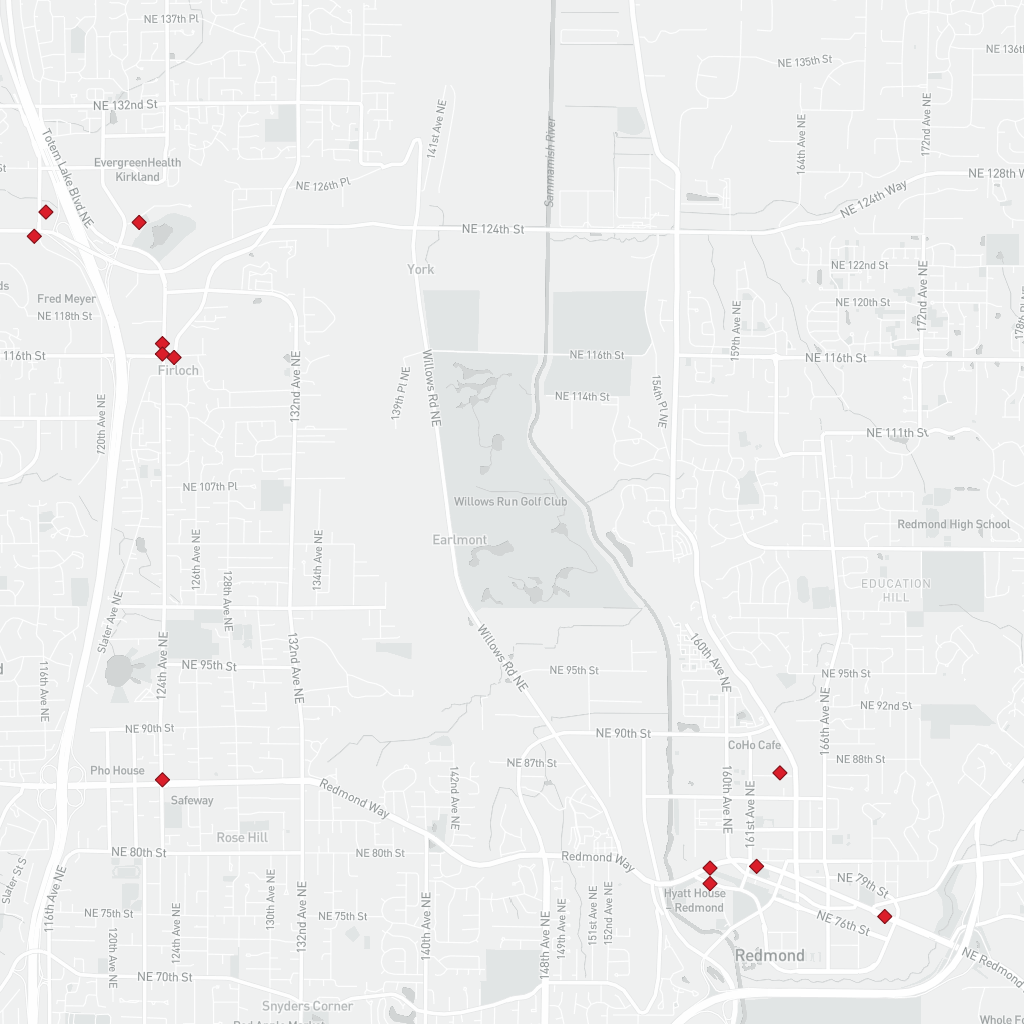 NE 137th Pl
NE 136th
NE 135th St
NE 132nd St
141st Ave NE
164th Ave NE
172nd Ave NE
Totem Lake Blvd NE
EvergreenHealth
Kirkland
Sammamish River
NE 126th Pl
NE 128th W
NE 124th Way
NE 124th St
York
NE 122nd St
Fred Meyer
NE 118th St
NE 120th St
172nd Ave NE
178th Pl NE
159th Ave NE
116th St
Firloch
132nd Ave NE
Willows Rd NE
139th Pl NE
NE 116th St
NE 114th St
154th Pl NE
NE 116th St
120th Ave NE
NE 111th St
NE 107th Pl
Willows Run Golf Club
Redmond High School
Earlmont
126th Ave NE
134th Ave NE
128th Ave NE
EDUCATION
HILL
Slater Ave NE
124th Ave NE
NE 95th St
132nd Ave NE
116th Ave NE
Willows Rd NE
NE 95th St
160th Ave NE
NE 95th St
166th Ave NE
NE 92nd St
NE 90th St
NE 90th St
CoHo Cafe
NE 88th St
Pho House
NE 87th St
142nd Ave NE
160th Ave NE
161st Ave NE
Safeway
Redmond Way
Rose Hill
NE 80th St
NE 80th St
Redmond Way
NE 79th St
Slater St S
116th Ave NE
Hyatt House
- Redmond
NE 75th St
124th Ave NE
130th Ave NE
132nd Ave NE
NE 75th St
140th Ave NE
148th Ave NE
149th Ave NE
151st Ave NE
152nd Ave NE
NE 76th St
120th Ave NE
Redmond
NE Redmond
NE 70th St
Snyders Corner
Red Apple Market
Whole Fo